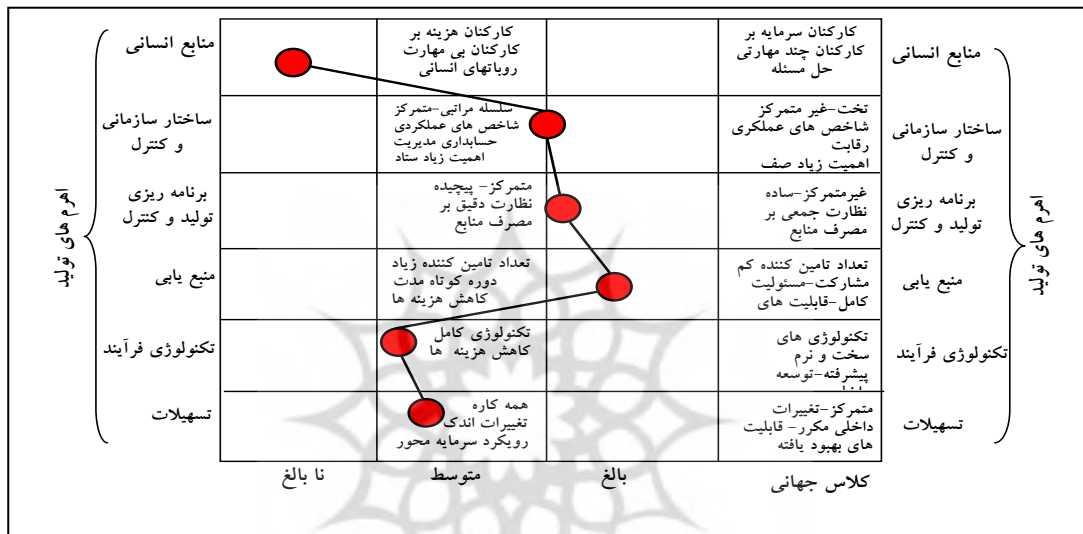 اهرم های تولید
منابع انسانی
کارکنان سرمایه بر
کارکنان چند مهارتی
حل مسئله
کارکنان هزینه بر
کارکنان بی مهارت
روباتهای انسانی
منابع انسانی
ساختار سازمانی
و کنترل
تخت-غیر متمرکز
شاخص های عملکری
رقابت
اهمیت زیاد صف
سلسله مراتبی-متمرکز
شاخص های عملکردی
حسابداری مدیریت
اهمیت زیاد ستاد
ساختار سازمانی
و کنترل
برنامه ریزی
تولید و کنترل
غیرمتمرکز-ساده
نظارت جمعی بر
مصرف منابع
متمرکز- پیچیده
نظارت دقیق بر
مصرف منابع
برنامه ریزی
تولید و کنترل
منبع یابی
تعداد تامین کننده کم
مشارکت-مسئولیت
کامل-قابلیت های
تعداد تامین کننده زیاد
دوره کوتاه مدت
کاهش هزینه ها
منبع یابی
تکنولوژی فرآیند
تکنولوژی های
سخت و نرم
پیشرفته-توسعه
تکنولوژی کامل
کاهش هزینه ها
تکنولوژی فرآیند
تسهیلات
متمرکز-تغییرات
داخلی مکرر- قابلیت
های بهبود یافته
همه کاره
تغییرات اندک
رویکرد سرمایه محور
تسهیلات
اهرم های تولید
کلاس جهانی
بالغ
متوسط
نا بالغ